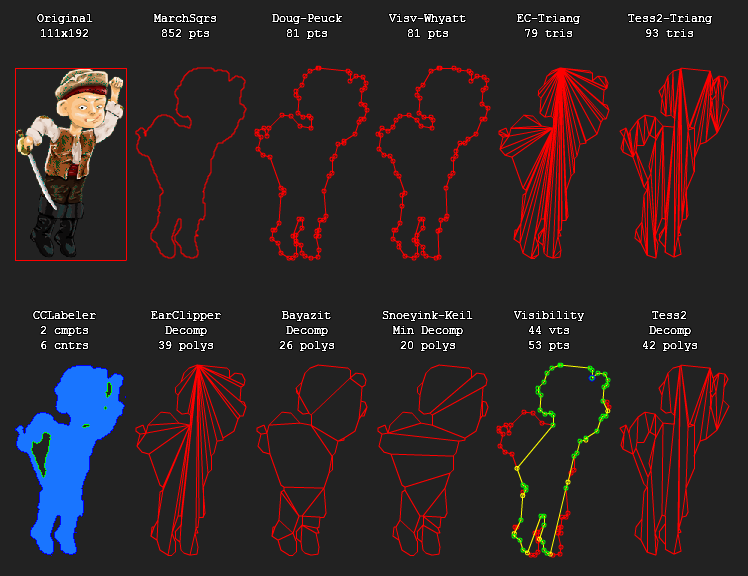 Original
111x192
MarchSqrs
852 pts
Doug-Peuck
81 pts
Visv-Whyatt
81 pts
EC-Triang
79 tris
Tess2-Triang
93 tris
CCLabeler
2 cmpts
6 cntrs
EarClipper
Decomp
39 polys
Bayazit
Decomp
26 polys
Snoeyink-Keil
Min Decomp
20 polys
Visibility
44 vts
53 pts
Tess2
Decomp
42 polys